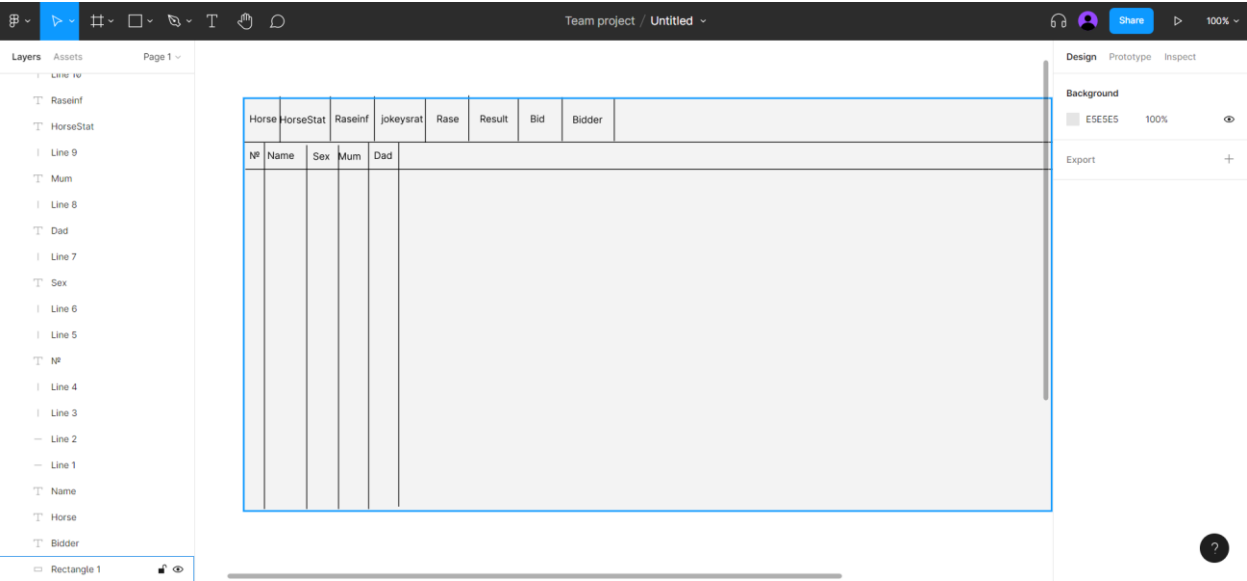 Team project / Untitled
Share
100%
Layers Assets Page 1
Line 10
Raseinf
HorseStat
Line 9
Mum
Line 8
Dad
Line 7
Sex
Line 6
Line 5
№
Line 4
Line 3
Line 2
Line 1
Name
Horse
Bidder
Rectangle 1
Horse HorseStat Raseinf jokeysrat Rase Result Bid Bidder
№ Name Sex Mum Dad
Design Prototype Inspect
Background
E5E5E5 100%
Export
?